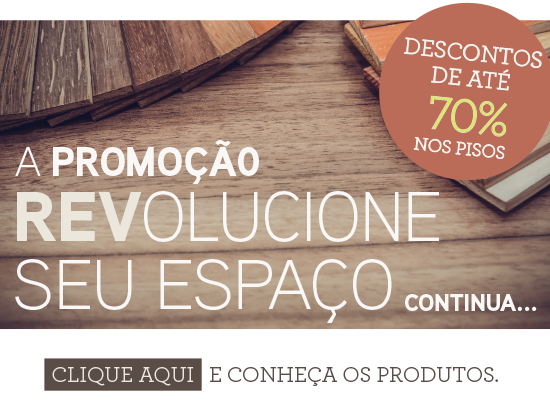 DESCONTOS
DE ATÉ
70%
NOS PISOS
A PROMOÇÃO
REVOLUCIONE
SEU ESPAÇO CONTINUA...
CLIQUE AQUI E CONHEÇA OS PRODUTOS.